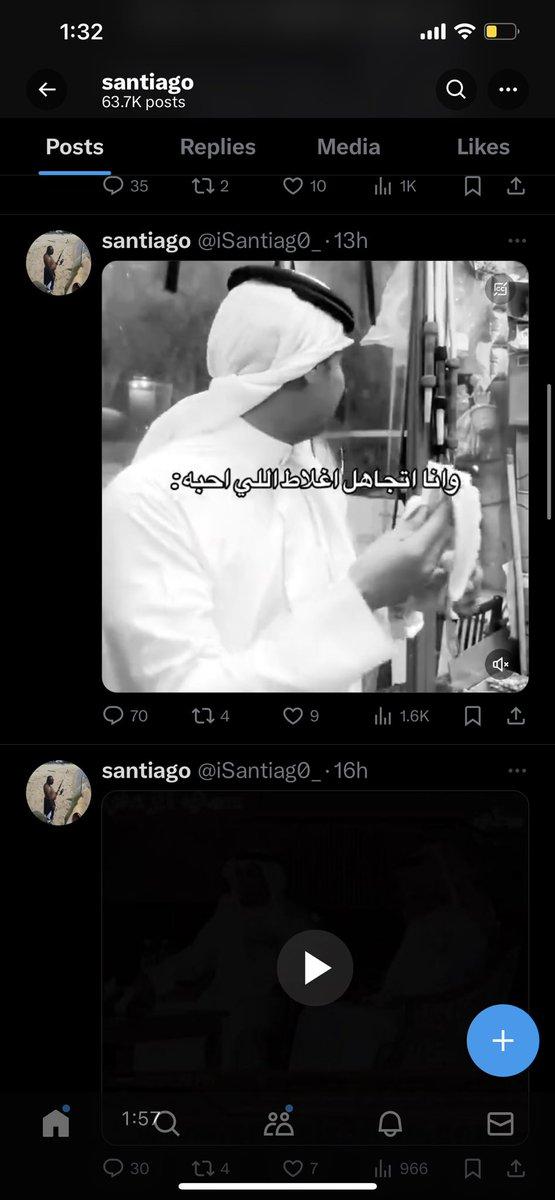 1:32
santiago
63.7K posts
Posts Replies Media Likes
35 2 10 1K
santiago @iSantiag0_ · 13h
وانا اتجاهل اغلاط اللي احبه:
70 4 9 1.6K
santiago @iSantiag0_ · 16h
1:57
30 4 7 966